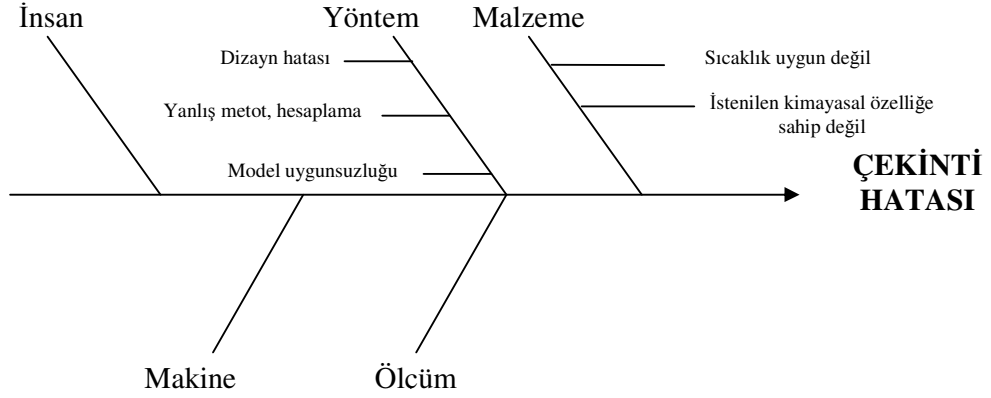 İnsan
Yöntem
Malzeme
Dizayn hatası
Sıcaklık uygun değil
Yanlış metot, hesaplama
İstenilen kimayasal özelliğe
sahip değil
Model uygunsuzluğu
ÇEKİNTİ
HATASI
Makine
Ölcüm